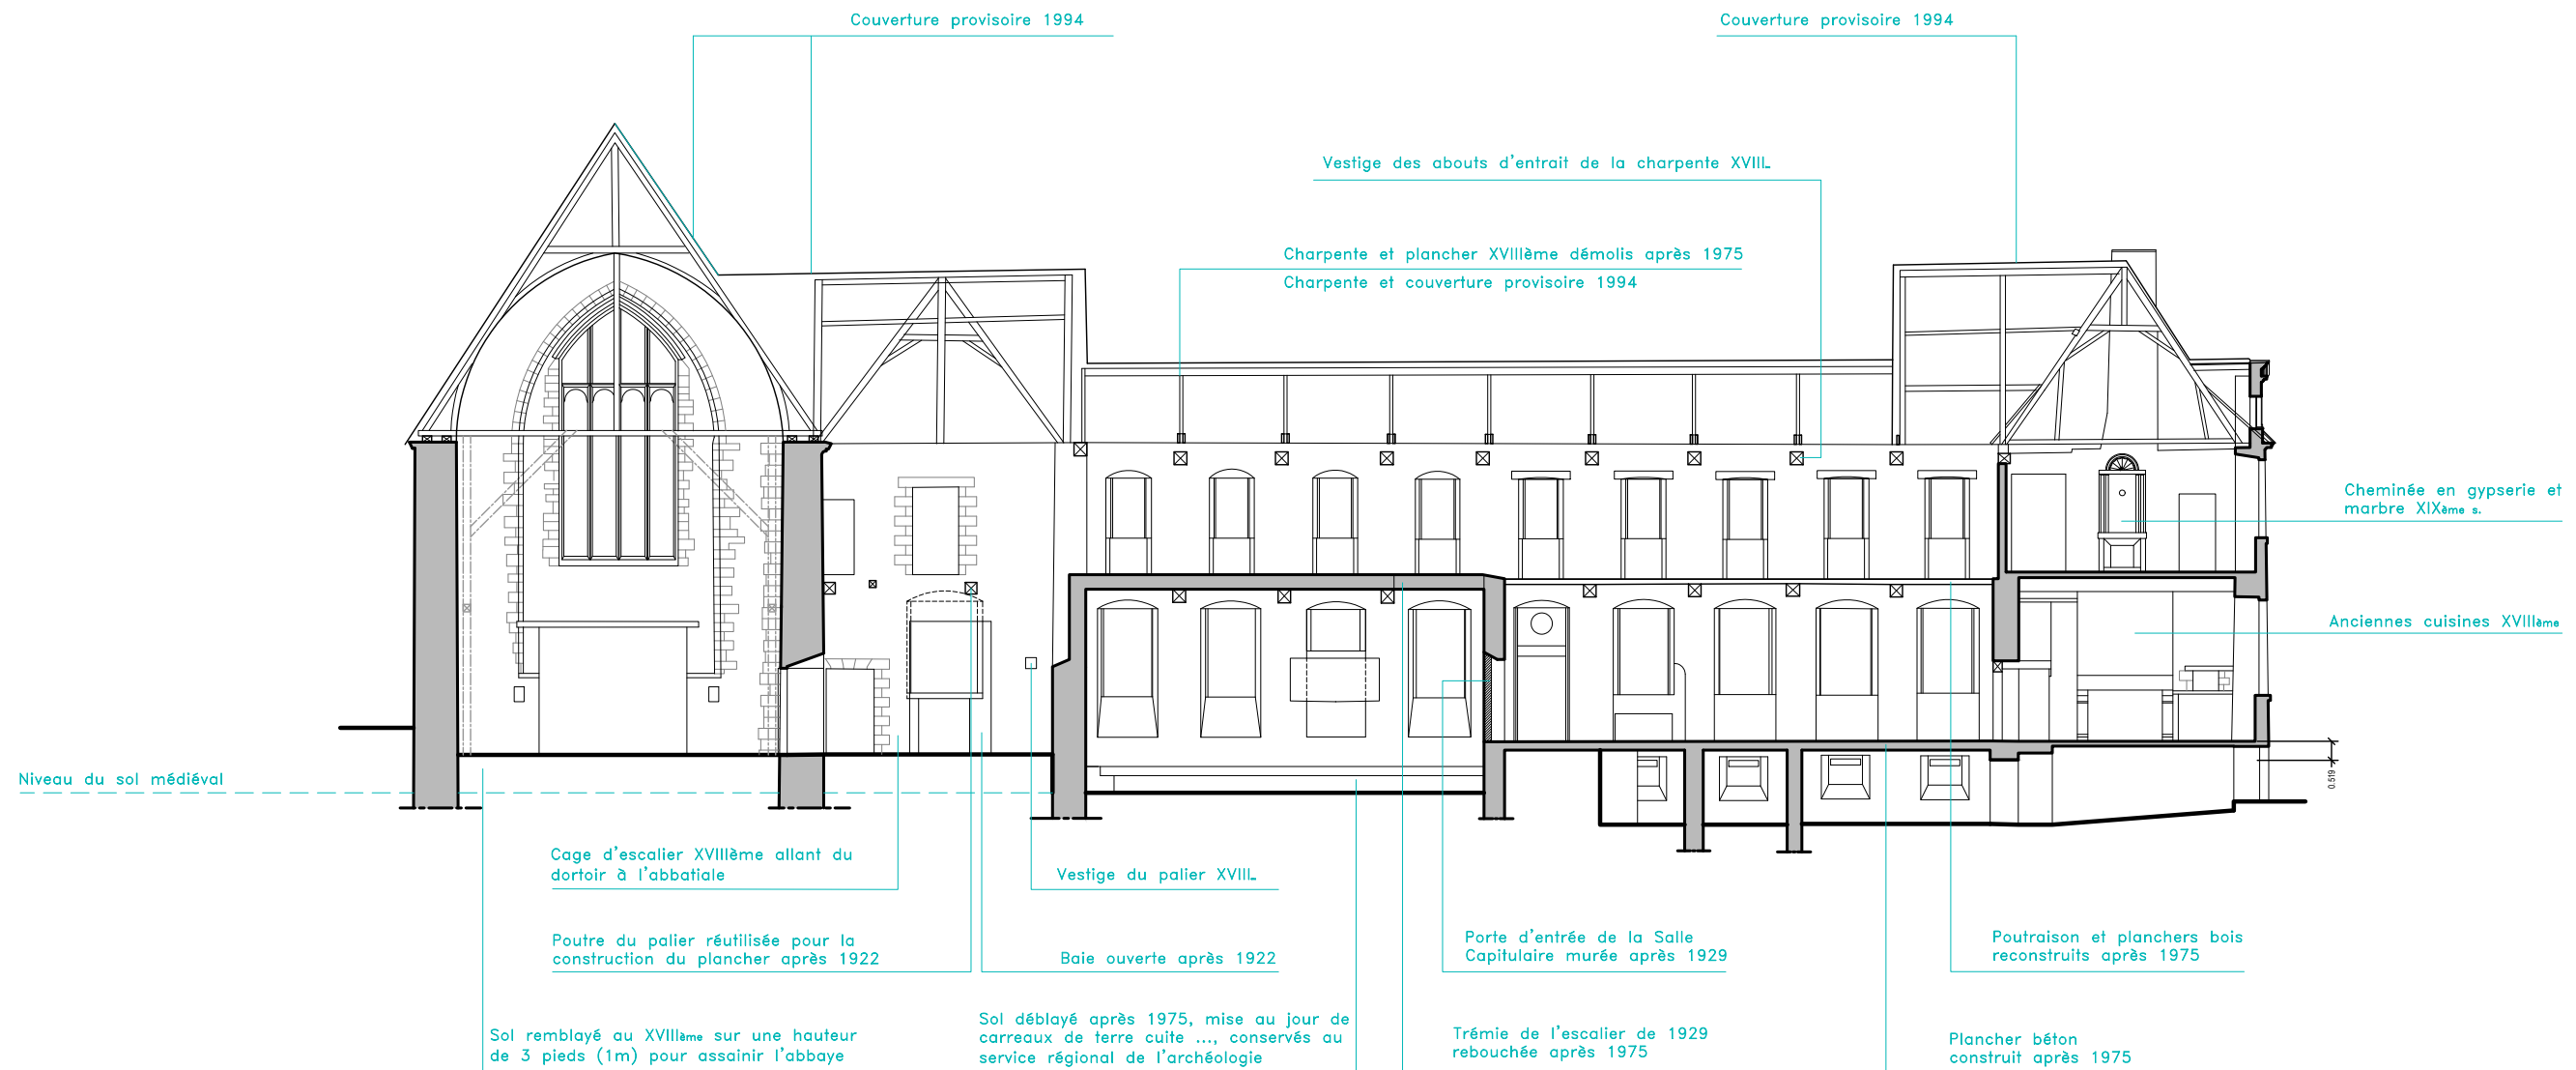 Couverture provisoire 1994
Couverture provisoire 1994
Vestige des abouts d'entrait de la charpente XVIII
Charpente et plancher XVIIIème démolis après 1975
Charpente et couverture provisoire 1994
Cheminée en gypserie et
marbre XIXème s.
Anciennes cuisines XVIIIème
Niveau du sol médiéval
0.519
Cage d'escalier XVIIIème allant du
dortoir à l'abbatiale
Vestige du palier XVIII
Poutre du palier réutilisée pour la
construction du plancher après 1922
Baie ouverte après 1922
Porte d'entrée de la Salle
Capitulaire murée après 1929
Poutraison et planchers bois
reconstruits après 1975
Sol remblayé au XVIIIème sur une hauteur
de 3 pieds (1m) pour assainir l'abbaye
Sol déblayé après 1975, mise au jour de
carreaux de terre cuite ..., conservés au
service régional de l'archéologie
Trémie de l'escalier de 1929
rebouchée après 1975
Plancher béton
construit après 1975